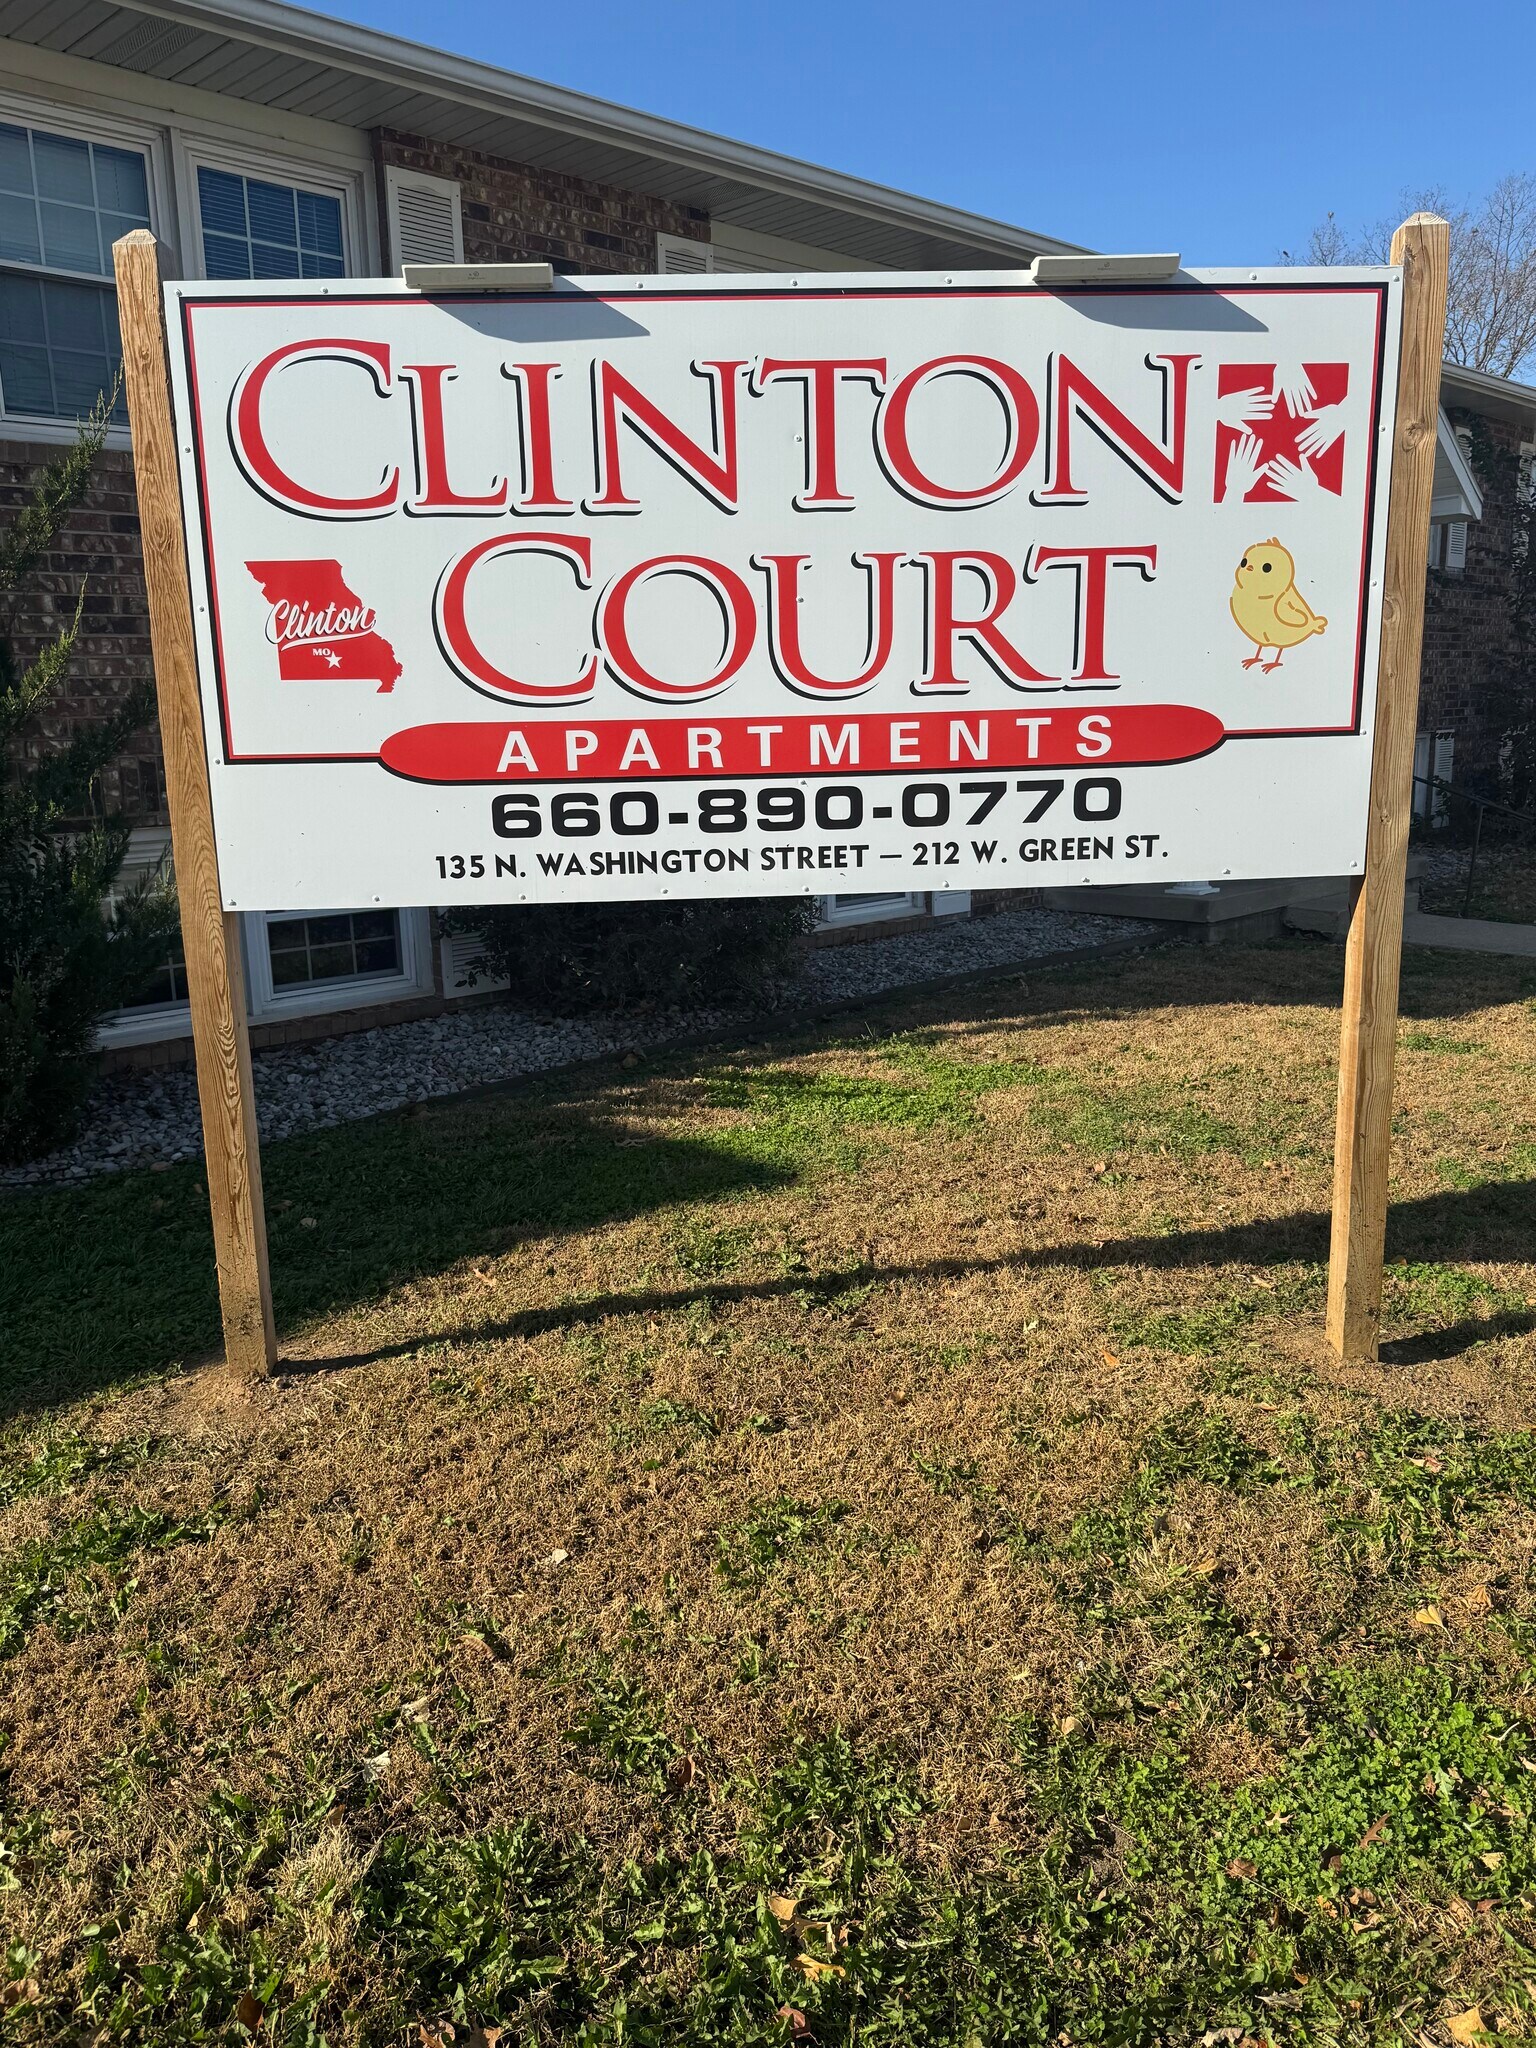 CLINTON
COURT
Clinton
MO
APARTMENTS
660-890-0770
135 N. WASHINGTON STREET – 212 W. GREEN ST.